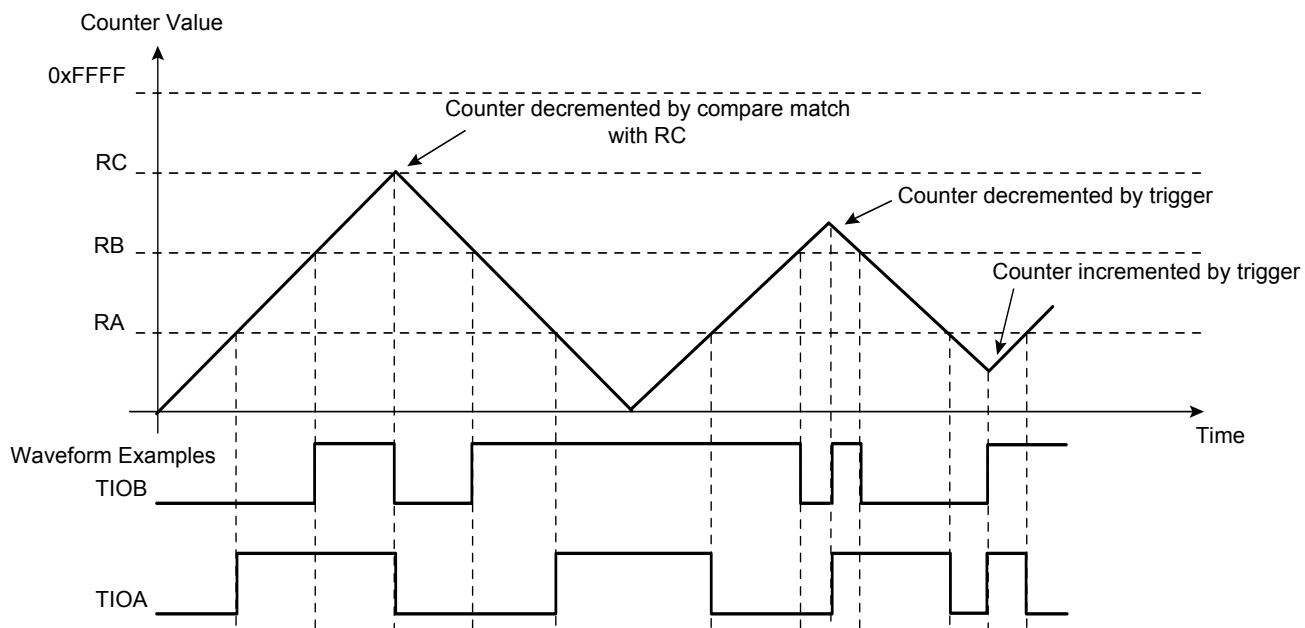 Counter Value
0xFFFF
Counter decremented by compare match
with RC
RC
Counter decremented by trigger
RB
Counter incremented by trigger
RA
Time
Waveform Examples
TIOB
TIOA